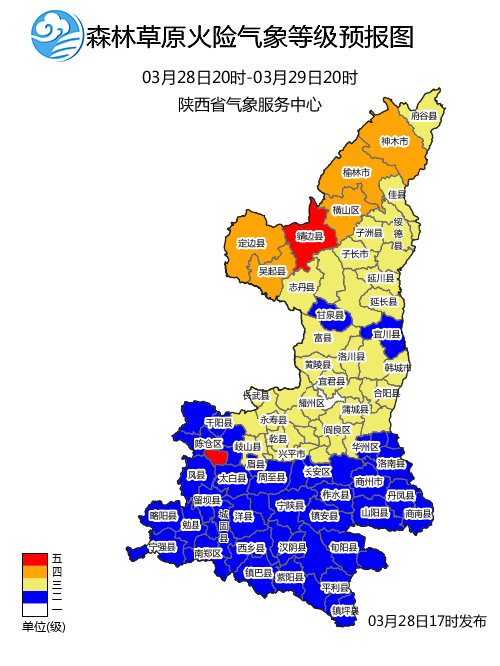 森林草原火险气象等级预报图
03月28日20时-03月29日20时
陕西省气象服务中心
府谷县
神木市
榆林市
佳县
横山区
绥德县
子洲县
靖边县
定边县
子长市
吴起县
延川县
志丹县
延长县
甘泉县
宜川县
富县
洛川县
黄陵县
韩城市
宜君县
合阳县
长武县
耀州区
蒲城县
千阳县
永寿县
阎良区
陈仓区
乾县
岐山县
兴平市
华州区
眉县
洛南县
长安区
凤县
太白县
周至县
商州市
柞水县
丹凤县
留坝县
宁陕县
略阳县
城固县
洋县
镇安县
山阳县
商南县
勉县
宁强县
南郑区
西乡县
汉阴县
旬阳县
镇巴县
紫阳县
平利县
镇坪县
五
四
三
二
一
单位(级)
03月28日17时发布